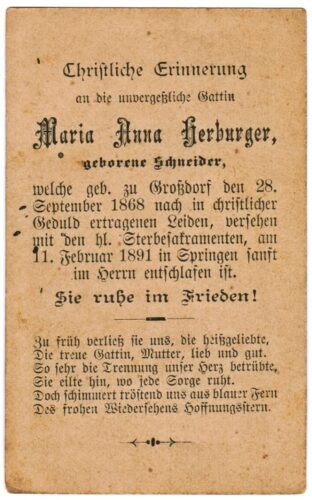 Christliche Erinnerung
an die unvergeßliche Gattin
Maria Anna Herburger,
geborene Schneider,
welche geb. zu Großdorf den 28.
September 1868 nach in christlicher
Geduld ertragenen Leiden, versehen
mit den hl. Sterbesakramenten, am
11. Februar 1891 in Springen sanft
im Herrn entschlafen ist.
Sie ruhe im Frieden!
Zu früh verließ sie uns, die heißgeliebte,
Die treue Gattin, Mutter, lieb und gut.
So sehr die Trennung unser Herz betrübte,
Sie eilte hin, wo jede Sorge ruht.
Doch schimmert tröstend uns aus blauer Fern
Des frohen Wiedersehens Hoffnungsstern.